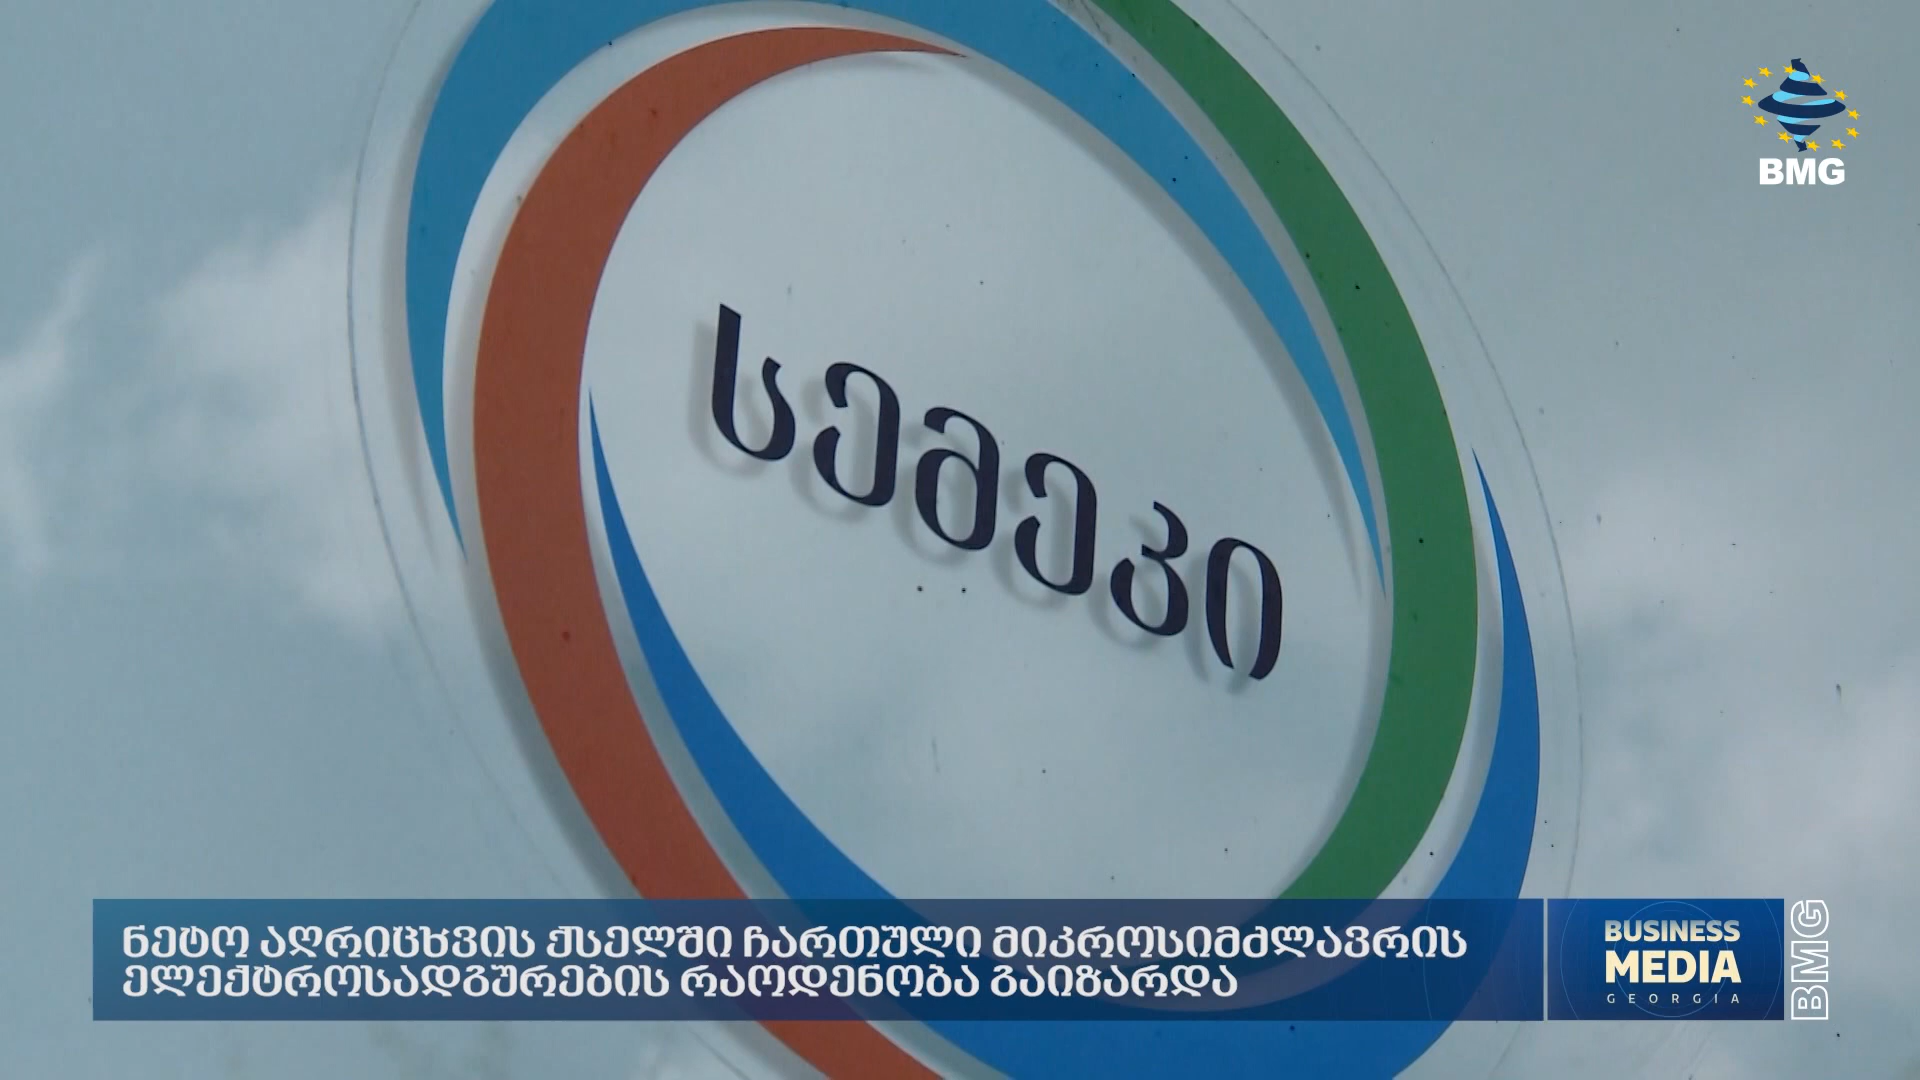 BMG
სემეკი
ნეტო აღრიცხვის ქსელში ჩართული მიკროსიმძლავრის
ელექტროსადგურების რაოდენობა გაიზარდა
BUSINESS
MEDIA
GEORGIA
BMG